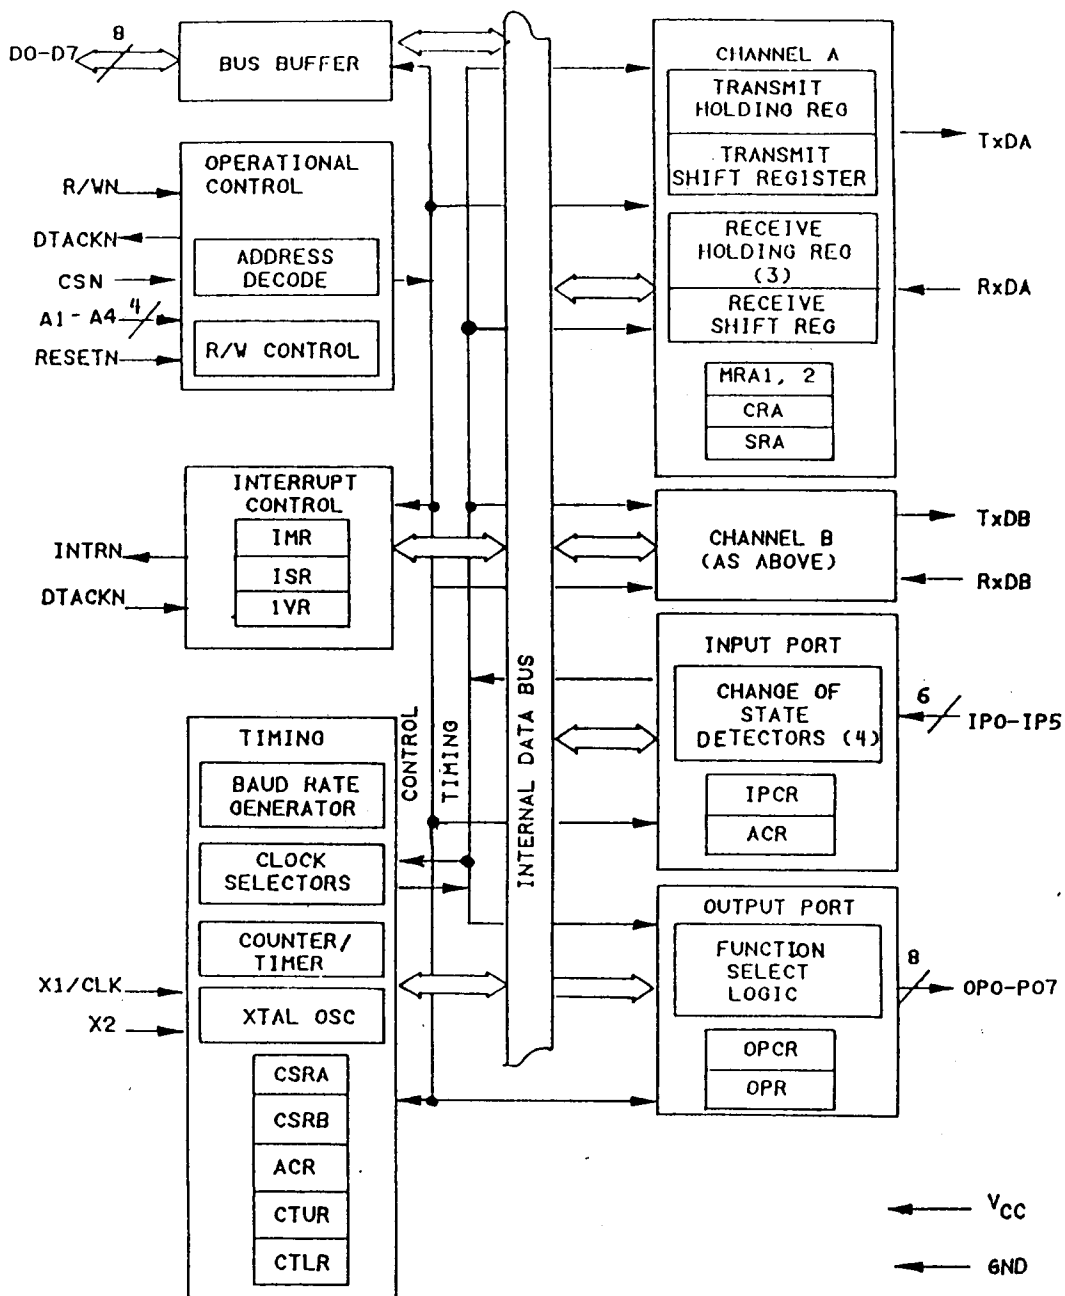 D0-D7
8
BUS BUFFER
OPERATIONAL
CONTROL
R/WN
DTACKN
CSN
A1-A4
4
RESETN
ADDRESS
DECODE
R/W CONTROL
INTERRUPT
CONTROL
IMR
ISR
1VR
INTRN
DTACKN
TIMING
BAUD RATE
GENERATOR
CLOCK
SELECTORS
COUNTER/
TIMER
XTAL OSC
X1/CLK
X2
CSRA
CSRB
ACR
CTUR
CTLR
CONTROL
TIMING
INTERNAL DATA BUS
CHANNEL A
TRANSMIT
HOLDING REG
TRANSMIT
SHIFT REGISTER
RECEIVE
HOLDING REG
(3)
RECEIVE
SHIFT REG
MRA1, 2
CRA
SRA
TxDA
RxDA
CHANNEL B
(AS ABOVE)
TxDB
RxDB
INPUT PORT
CHANGE OF
STATE
DETECTORS (4)
IPCR
ACR
6
IP0-IP5
OUTPUT PORT
FUNCTION
SELECT
LOGIC
OPCR
OPR
8
OP0-PO7
VCC
GND